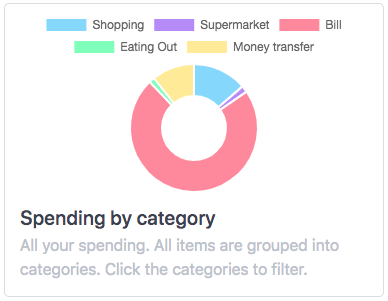 Shopping Supermarket Bill
Eating Out Money transfer
Spending by category
All your spending. All items are grouped into
categories. Click the categories to filter.